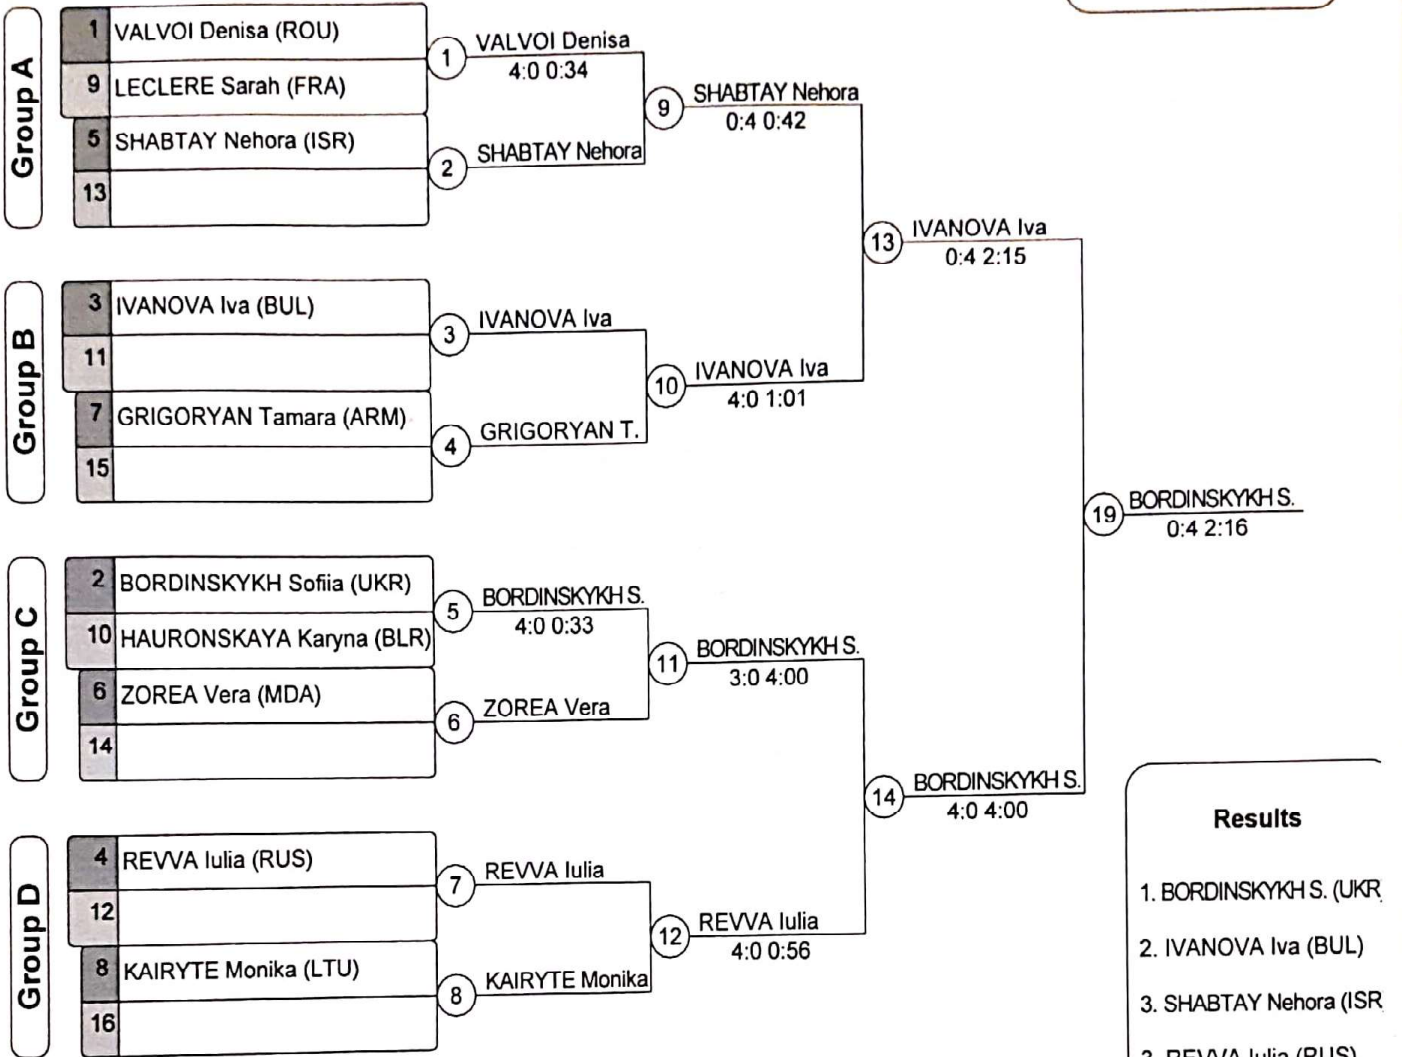 Group A
1 VALVOI Denisa (ROU)
9 LECLERE Sarah (FRA)
5 SHABTAY Nehora (ISR)
13
1 VALVOI Denisa
4:0 0:34
2 SHABTAY Nehora
9 SHABTAY Nehora
0:4 0:42
Group B
3 IVANOVA Iva (BUL)
11
7 GRIGORYAN Tamara (ARM)
15
3 IVANOVA Iva
4 GRIGORYAN T.
10 IVANOVA Iva
4:0 1:01
13 IVANOVA Iva
0:4 2:15
Group C
2 BORDINSKYKH Sofiia (UKR)
10 HAURONSKAYA Karyna (BLR)
6 ZOREA Vera (MDA)
14
5 BORDINSKYKH S.
4:0 0:33
6 ZOREA Vera
11 BORDINSKYKH S.
3:0 4:00
Group D
4 REVVA Iulia (RUS)
12
8 KAIRYTE Monika (LTU)
16
7 REVVA Iulia
8 KAIRYTE Monika
12 REVVA Iulia
4:0 0:56
14 BORDINSKYKH S.
4:0 4:00
19 BORDINSKYKH S.
0:4 2:16
Results
1. BORDINSKYKH S. (UKR
2. IVANOVA Iva (BUL)
3. SHABTAY Nehora (ISR
3. REVVA Iulia (RUS)